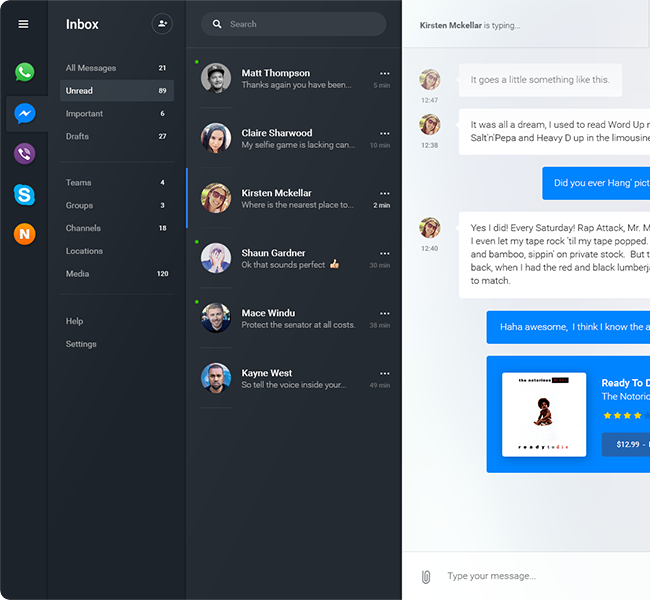 Inbox
All Messages 21
Unread 89
Important 6
Drafts 27
Teams 4
Groups 3
Channels 18
Locations
Media 120
Help
Settings
N
Search
Matt Thompson
Thanks again you have been...
5 min
Claire Sharwood
My selfie game is lacking can...
10 min
Kirsten Mckellar
Where is the nearest place to...
2 min
Shaun Gardner
Ok that sounds perfect
30 min
Mace Windu
Protect the senator at all costs.
38 min
Kayne West
So tell the voice inside your...
49 min
Kirsten Mckellar is typing...
It goes a little something like this.
12:47
It was all a dream, I used to read Word Up
Salt'n'Pepa and Heavy D up in the limousine
12:38
Did you ever Hang' pict
Yes I did! Every Saturday! Rap Attack, Mr. M
I even let my tape rock 'til my tape popped.
and bamboo, sippin' on private stock. But t
back, when I had the red and black lumberja
to match.
12:40
Haha awesome, I think I know the a
the notorious
ready to die
Ready To D
The Notorio
$12.99 -
Type your message...